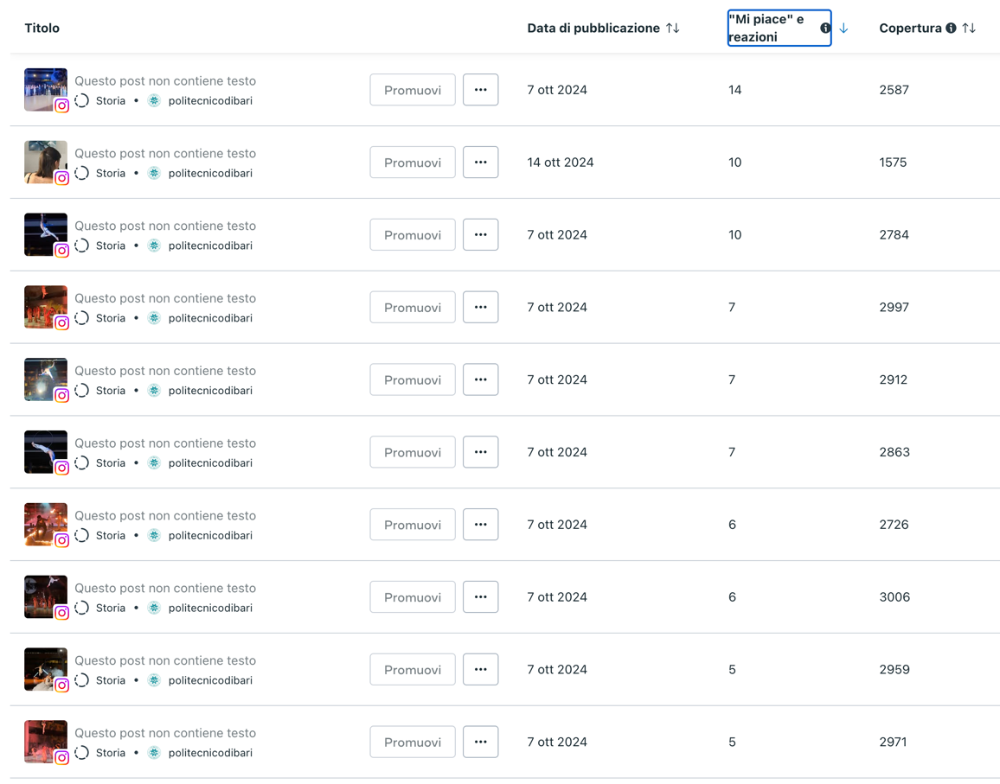 Titolo
Data di pubblicazione
"Mi piace" e
reazioni
Copertura
Questo post non contiene testo
Storia • politecnicodibari
Promuovi
7 ott 2024
14
2587
Questo post non contiene testo
Storia • politecnicodibari
Promuovi
14 ott 2024
10
1575
Questo post non contiene testo
Storia • politecnicodibari
Promuovi
7 ott 2024
10
2784
Questo post non contiene testo
Storia • politecnicodibari
Promuovi
7 ott 2024
7
2997
Questo post non contiene testo
Storia • politecnicodibari
Promuovi
7 ott 2024
7
2912
Questo post non contiene testo
Storia • politecnicodibari
Promuovi
7 ott 2024
7
2863
Questo post non contiene testo
Storia • politecnicodibari
Promuovi
7 ott 2024
6
2726
Questo post non contiene testo
Storia • politecnicodibari
Promuovi
7 ott 2024
6
3006
Questo post non contiene testo
Storia • politecnicodibari
Promuovi
7 ott 2024
5
2959
Questo post non contiene testo
Storia • politecnicodibari
Promuovi
7 ott 2024
5
2971